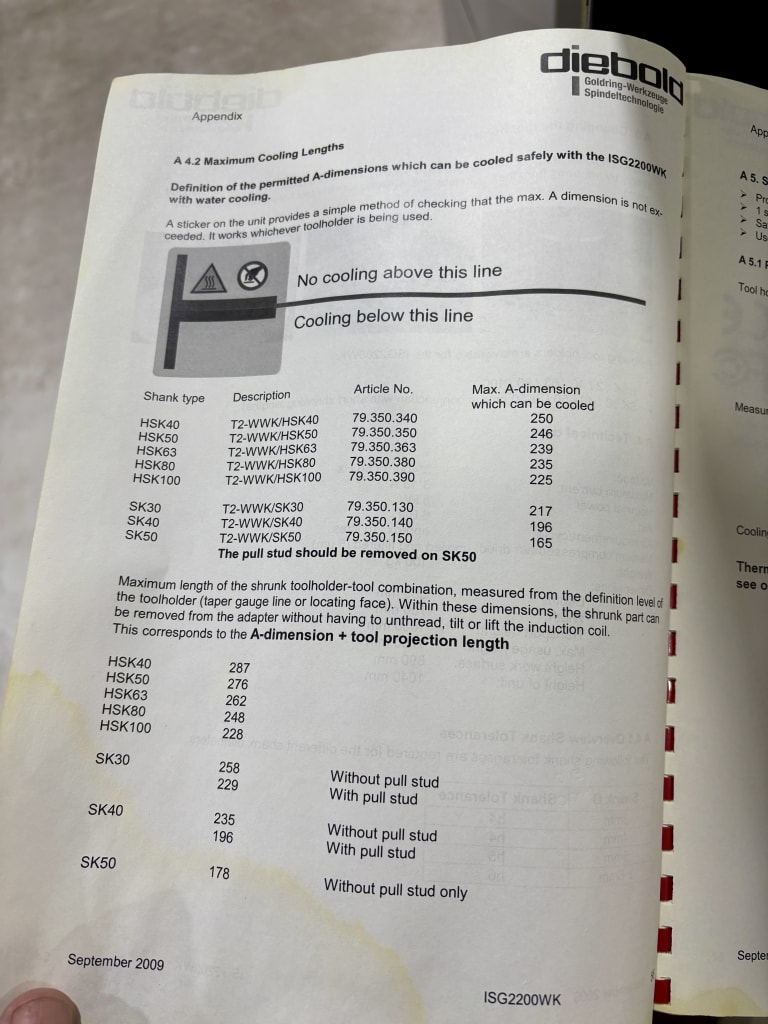 diebold
Goldring-Werkzeuge
Spindeltechnologie
Appendix
A 4.2 Maximum Cooling Lengths
Definition of the permitted A-dimensions which can be cooled safely with the ISG2200WK
with water cooling.
A sticker on the unit provides a simple method of checking that the max. A dimension is not ex-
ceeded. It works whichever toolholder is being used.
No cooling above this line
Cooling below this line
Shank type Description Article No. Max. A-dimension
which can be cooled
HSK40 T2-WWK/HSK40 79.350.340 250
HSK50 T2-WWK/HSK50 79.350.350 246
HSK63 T2-WWK/HSK63 79.350.363 239
HSK80 T2-WWK/HSK80 79.350.380 235
HSK100 T2-WWK/HSK100 79.350.390 225
SK30 T2-WWK/SK30 79.350.130 217
SK40 T2-WWK/SK40 79.350.140 196
SK50 T2-WWK/SK50 79.350.150 165
The pull stud should be removed on SK50
Maximum length of the shrunk toolholder-tool combination, measured from the definition level of
the toolholder (taper gauge line or locating face). Within these dimensions, the shrunk part can
be removed from the adapter without having to unthread, tilt or lift the induction coil.
This corresponds to the A-dimension + tool projection length
HSK40 287
HSK50 276
HSK63 262
HSK80 248
HSK100 228
SK30 258 Without pull stud
229 With pull stud
SK40 235 Without pull stud
196 With pull stud
SK50 178 Without pull stud only
September 2009
ISG2200WK
A 5. S
A 5.1
Tool
see